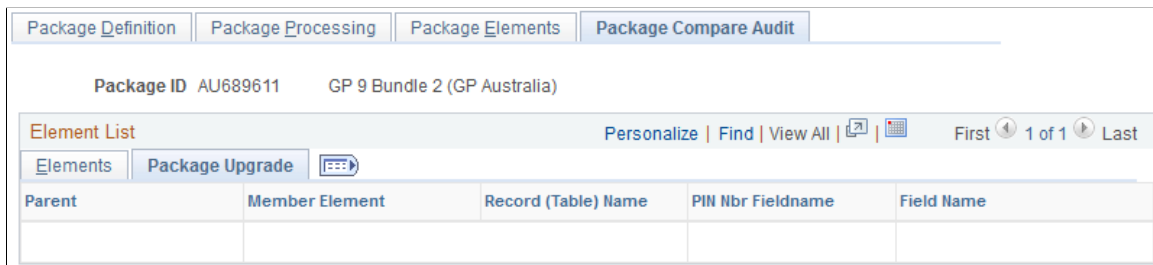 Package Definition Package Processing Package Elements Package Compare Audit
Package ID AU689611 GP 9 Bundle 2 (GP Australia)
Element List Personalize | Find | View All | | First 1 of 1 Last
Elements Package Upgrade
Parent Member Element Record (Table) Name PIN Nbr Fieldname Field Name